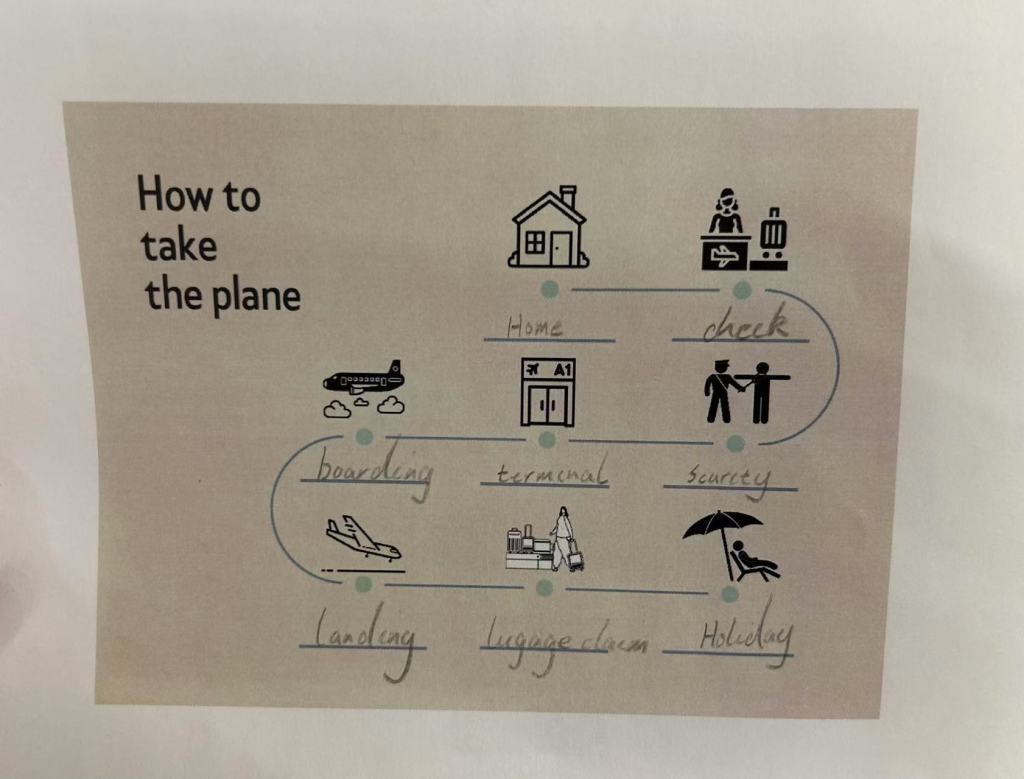 How to
take
the plane
Home
check
A1
boarding
terminal
Scurity
landing
lugage claim
Holiday